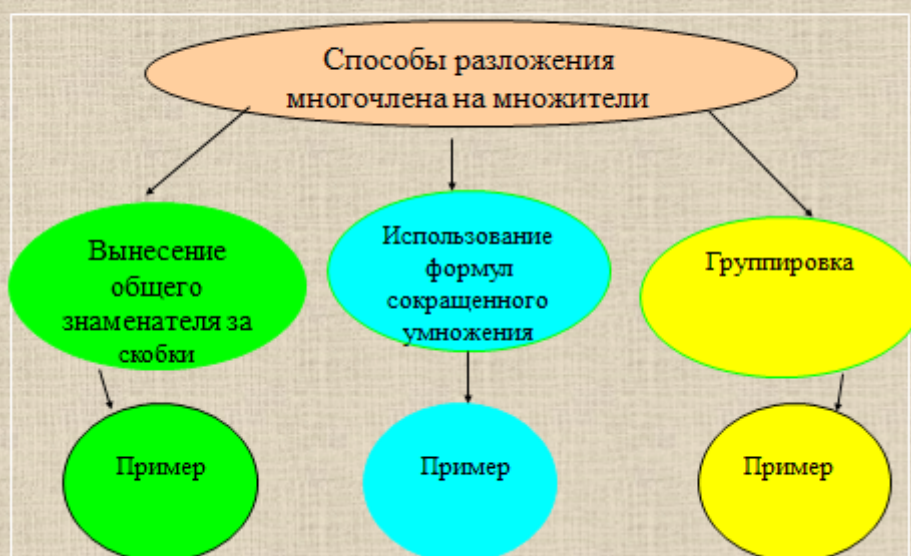 Способы разложения
многочлена на множители
Вынесение
общего
знаменателя за
скобки
Использование
формул
сокращенного
умножения
Группировка
Пример
Пример
Пример